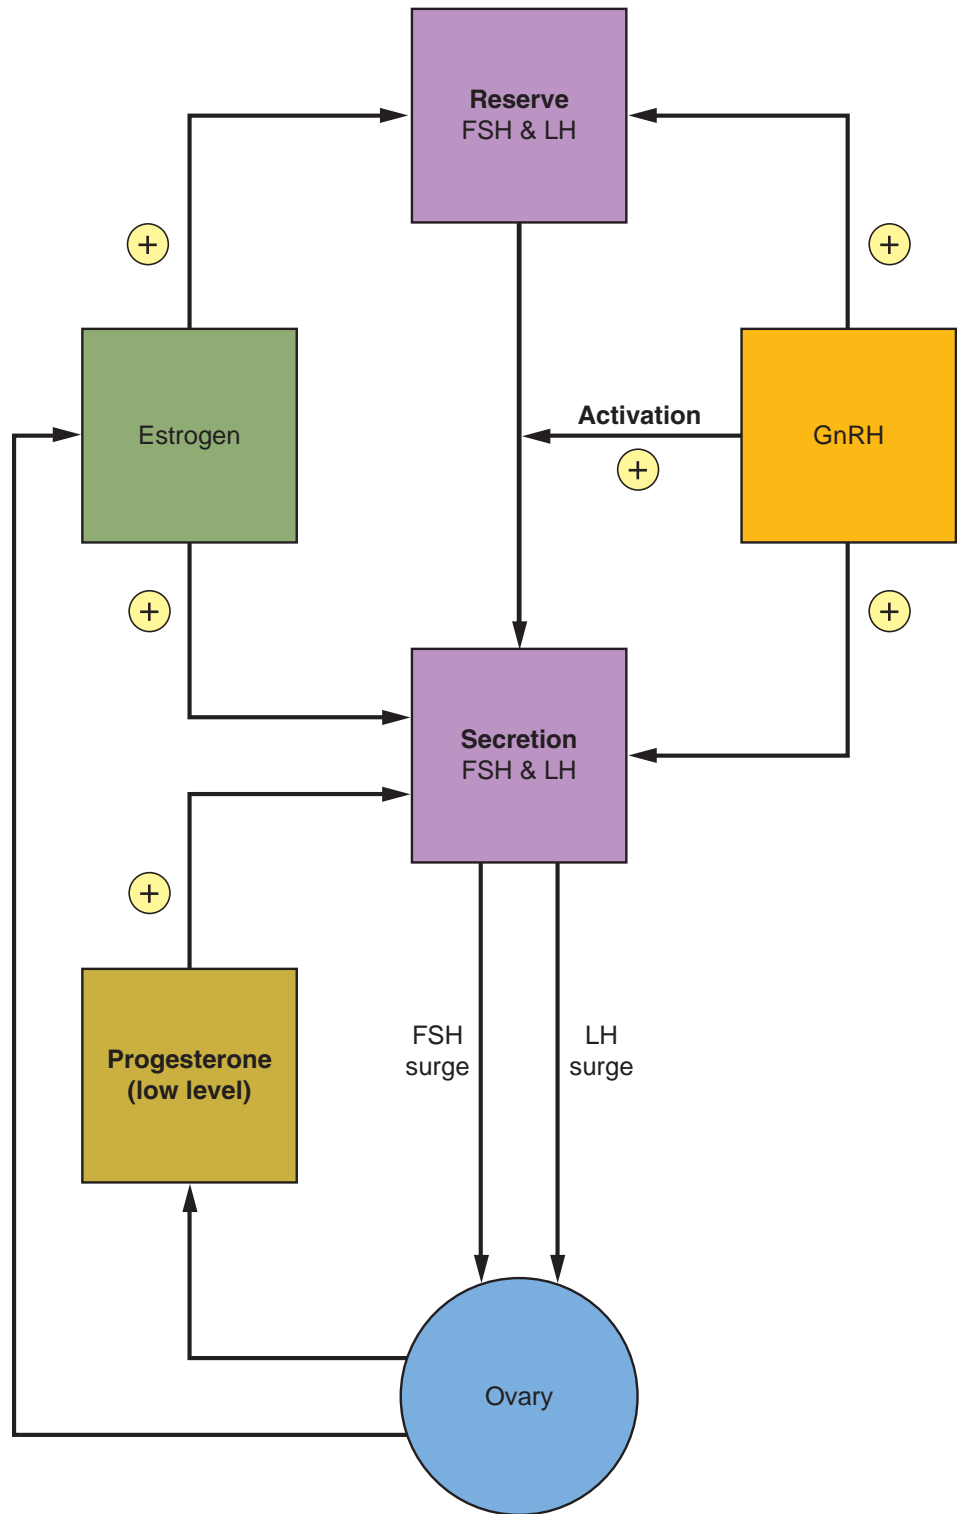 Reserve
FSH & LH
+
+
Estrogen
Activation
+
GnRH
+
+
Secretion
FSH & LH
+
Progesterone
(low level)
FSH
surge
LH
surge
Ovary